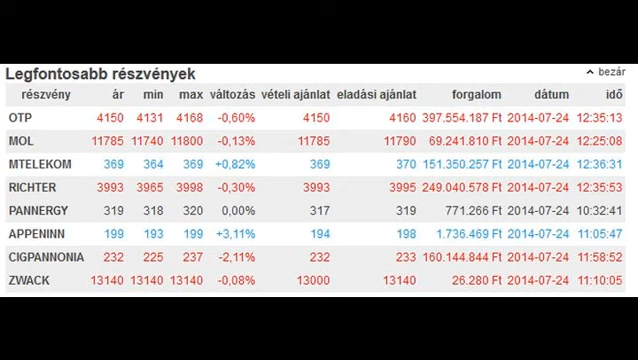 Legfontosabb részvények
bezár
részvény ár min max változás vételi ajánlat eladási ajánlat forgalom dátum idő
OTP 4150 4131 4168 -0,60% 4150 4160 397.554.187 Ft 2014-07-24 12:35:13
MOL 11785 11740 11800 -0,13% 11785 11790 69.241.810 Ft 2014-07-24 12:25:08
MTELEKOM 369 364 369 +0,82% 369 370 151.350.257 Ft 2014-07-24 12:36:31
RICHTER 3993 3965 3998 -0,30% 3993 3995 249.040.578 Ft 2014-07-24 12:35:53
PANNERGY 319 318 320 0,00% 317 319 771.266 Ft 2014-07-24 10:32:41
APPENINN 199 193 199 +3,11% 194 198 1.736.469 Ft 2014-07-24 11:05:47
CIGPANNONIA 232 225 237 -2,11% 232 233 160.144.844 Ft 2014-07-24 11:58:52
ZWACK 13140 13140 13140 -0,08% 13000 13140 26.280 Ft 2014-07-24 11:10:05